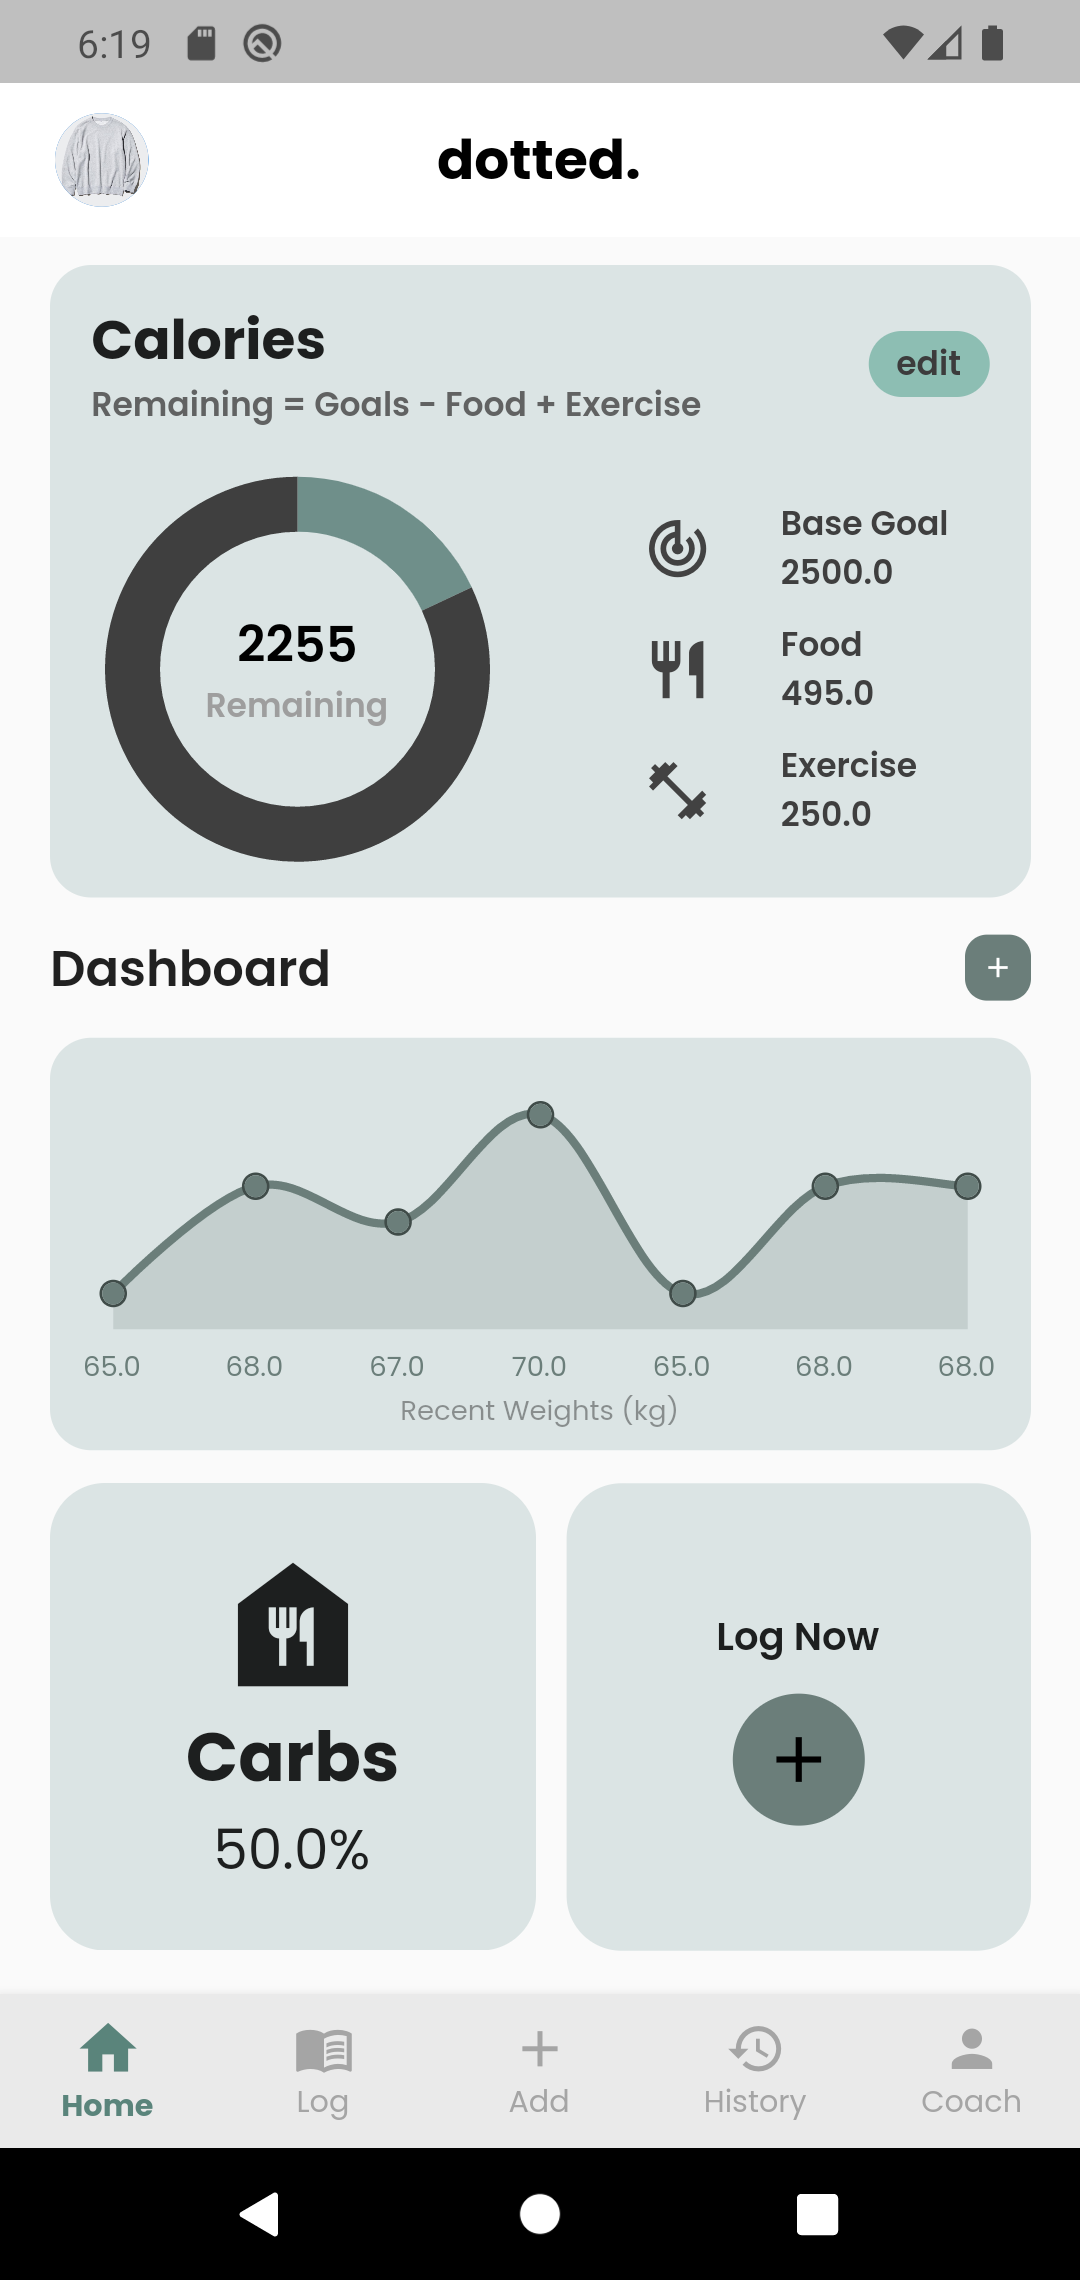 6:19
dotted.
Calories
edit
Remaining = Goals - Food + Exercise
Base Goal
2500.0
2255
Remaining
Food
495.0
Exercise
250.0
Dashboard
65.0 68.0 67.0 70.0 65.0 68.0 68.0
Recent Weights (kg)
Carbs
50.0%
Log Now
Home Log Add History Coach